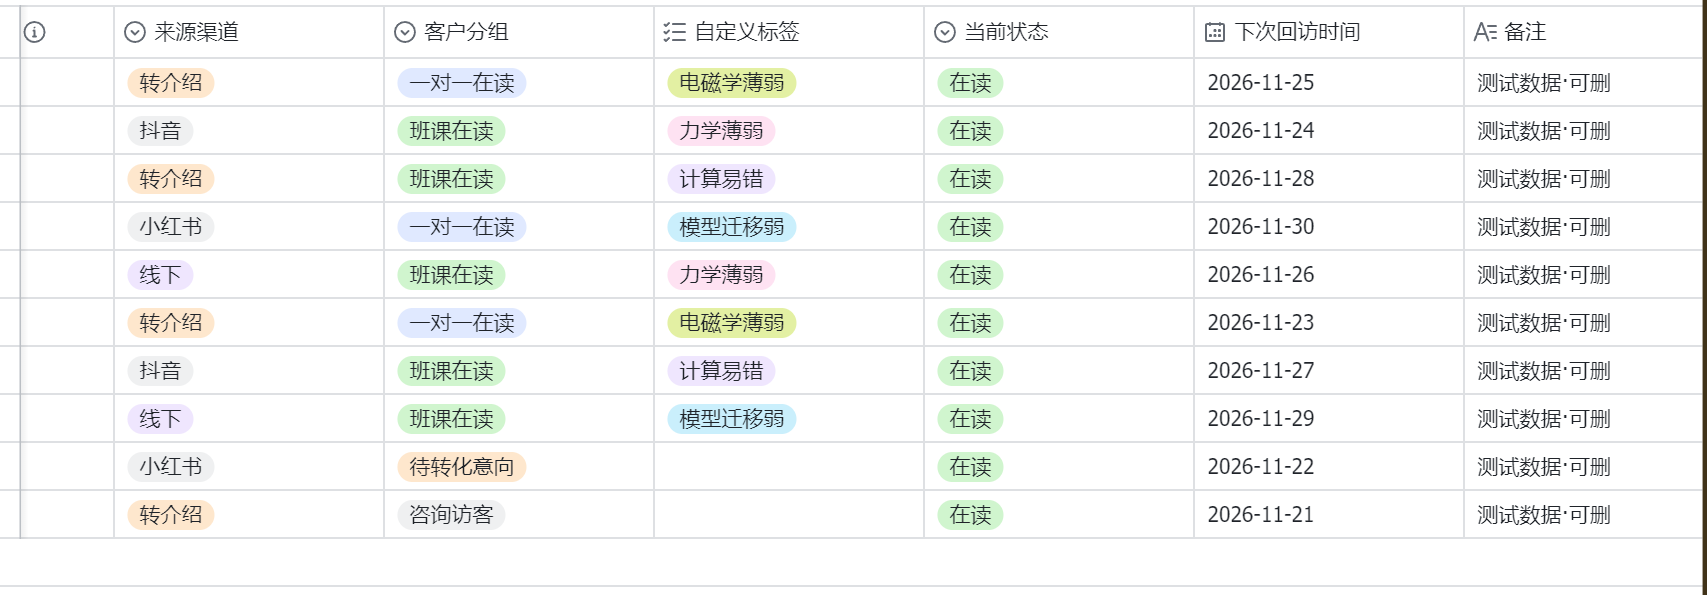 来源渠道 客户分组 自定义标签 当前状态 下次回访时间 备注
转介绍 一对一在读 电磁学薄弱 在读 2026-11-25 测试数据·可删
抖音 班课在读 力学薄弱 在读 2026-11-24 测试数据·可删
转介绍 班课在读 计算易错 在读 2026-11-28 测试数据·可删
小红书 一对一在读 模型迁移弱 在读 2026-11-30 测试数据·可删
线下 班课在读 力学薄弱 在读 2026-11-26 测试数据·可删
转介绍 一对一在读 电磁学薄弱 在读 2026-11-23 测试数据·可删
抖音 班课在读 计算易错 在读 2026-11-27 测试数据·可删
线下 班课在读 模型迁移弱 在读 2026-11-29 测试数据·可删
小红书 待转化意向 在读 2026-11-22 测试数据·可删
转介绍 咨询访客 在读 2026-11-21 测试数据·可删